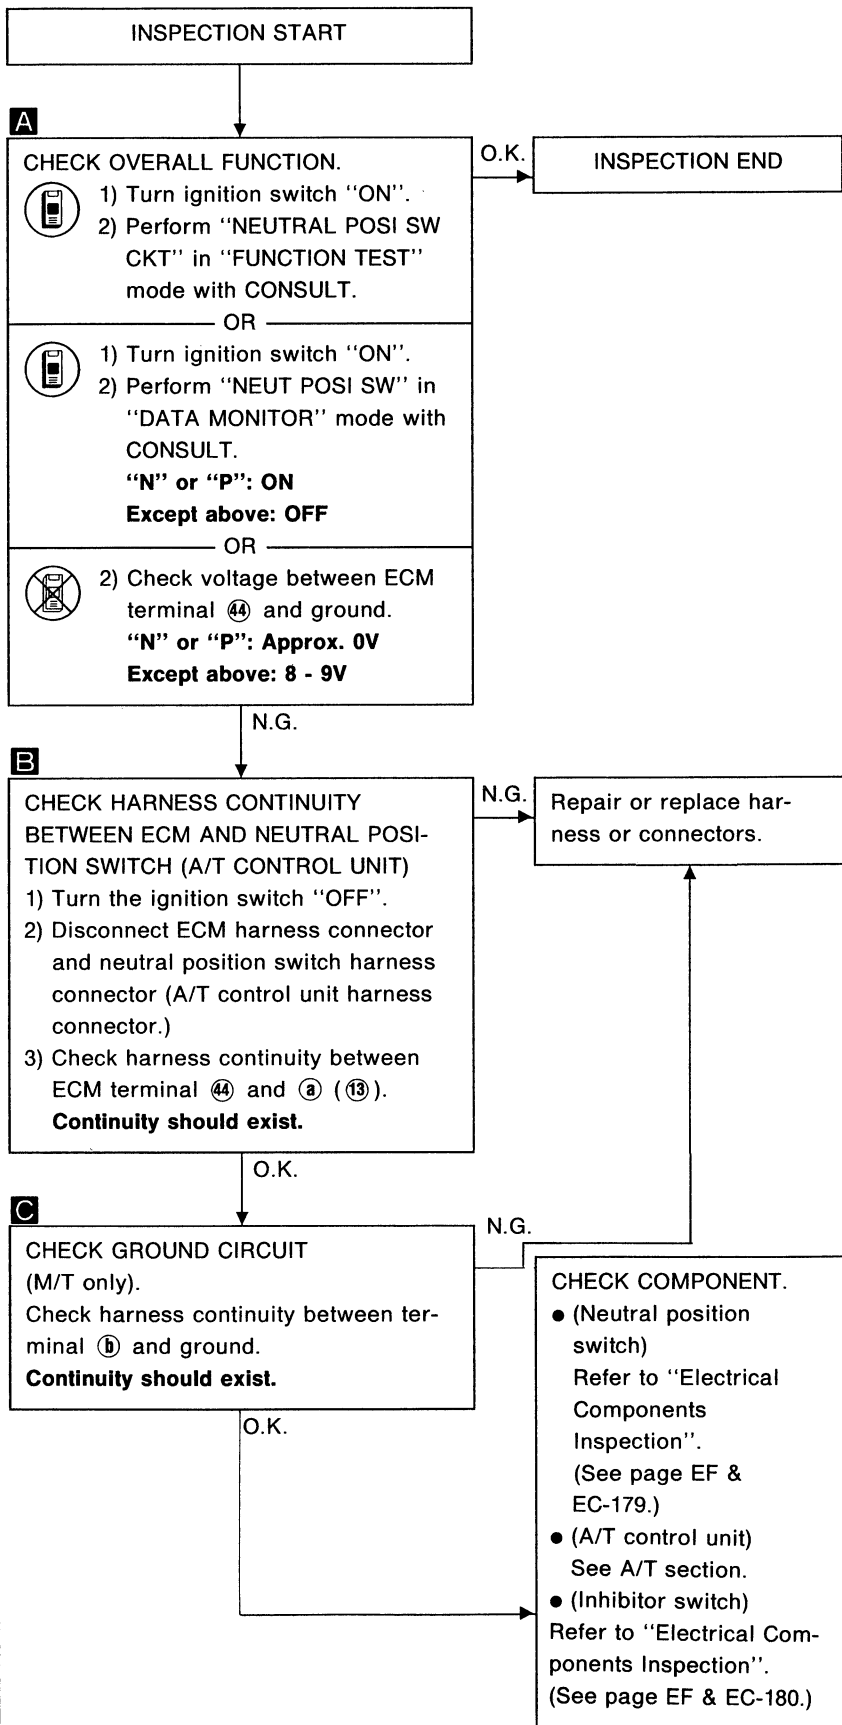 INSPECTION START
A
CHECK OVERALL FUNCTION.
1) Turn ignition switch "ON".
2) Perform "NEUTRAL POSI SW
CKT" in "FUNCTION TEST"
mode with CONSULT.
OR
1) Turn ignition switch "ON".
2) Perform "NEUT POSI SW" in
"DATA MONITOR" mode with
CONSULT.
"N" or "P": ON
Except above: OFF
OR
2) Check voltage between ECM
terminal 44 and ground.
"N" or "P": Approx. 0V
Except above: 8 - 9V
O.K.
INSPECTION END
N.G.
B
CHECK HARNESS CONTINUITY
BETWEEN ECM AND NEUTRAL POSI-
TION SWITCH (A/T CONTROL UNIT)
1) Turn the ignition switch "OFF".
2) Disconnect ECM harness connector
and neutral position switch harness
connector (A/T control unit harness
connector.)
3) Check harness continuity between
ECM terminal 44 and a (13).
Continuity should exist.
N.G.
Repair or replace har-
ness or connectors.
O.K.
C
CHECK GROUND CIRCUIT
(M/T only).
Check harness continuity between ter-
minal b and ground.
Continuity should exist.
N.G.
O.K.
CHECK COMPONENT.
● (Neutral position
switch)
Refer to "Electrical
Components
Inspection".
(See page EF &
EC-179.)
● (A/T control unit)
See A/T section.
● (Inhibitor switch)
Refer to "Electrical Com-
ponents Inspection".
(See page EF & EC-180.)